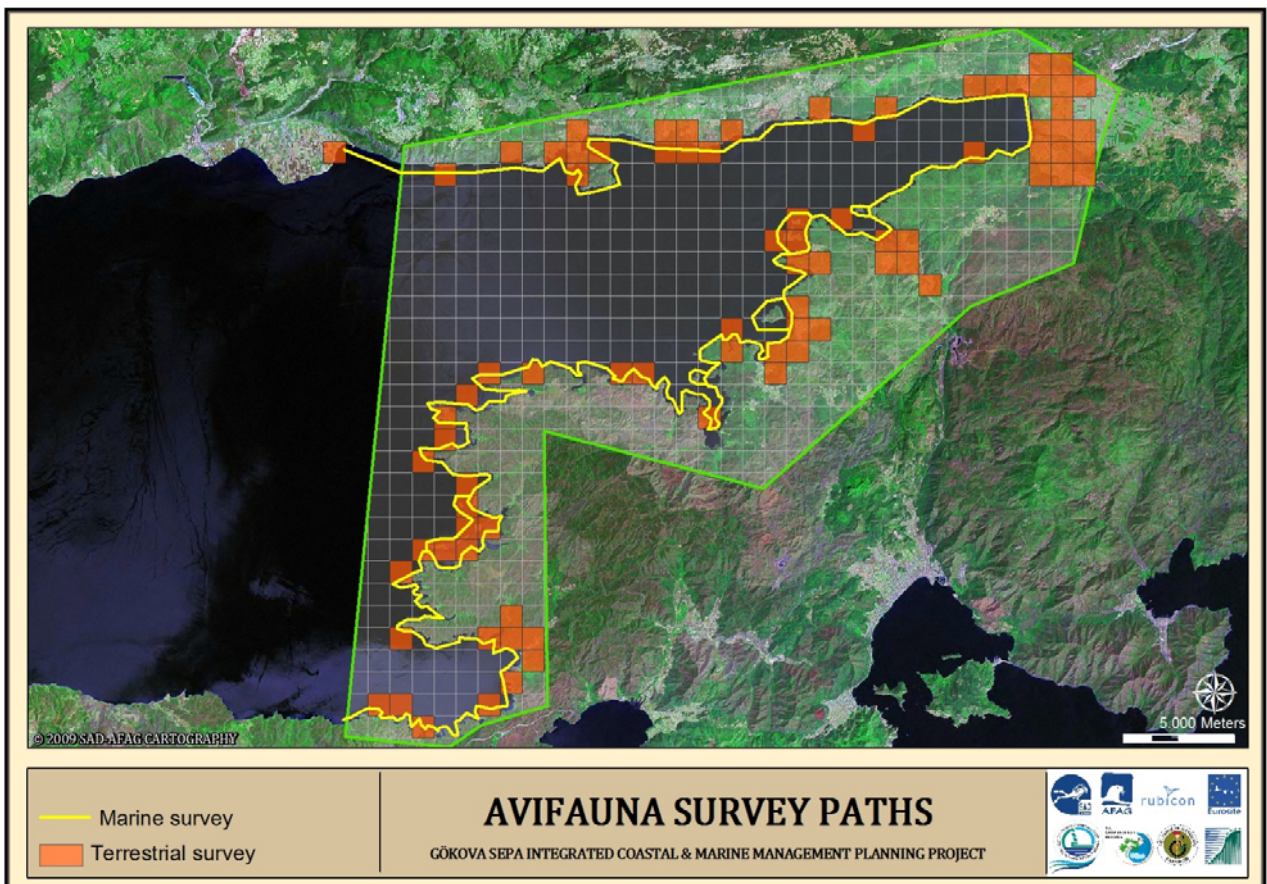 5.000 Meters
© 2009 SAD-AFAG CARTOGRAPHY
Marine survey
Terrestrial survey
AVIFAUNA SURVEY PATHS
GÖKOVA SEPA INTEGRATED COASTAL & MARINE MANAGEMENT PLANNING PROJECT
SAD
AFAG
rubicon
Eurosite